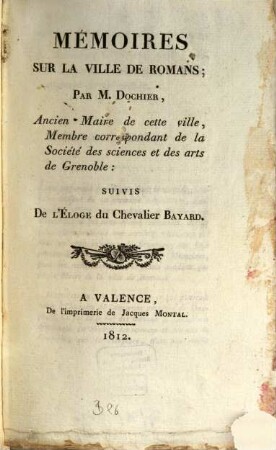 MÉMOIRES
SUR LA VILLE DE ROMANS;
PAR M. DOCHIER,
Ancien Maire de cette ville,
Membre correspondant de la
Société des sciences et des arts
de Grenoble:
SUIVIS
DE L'ÉLOGE du Chevalier BAYARD.
A VALENCE,
De l'imprimerie de Jacques MONTAL.
1812.